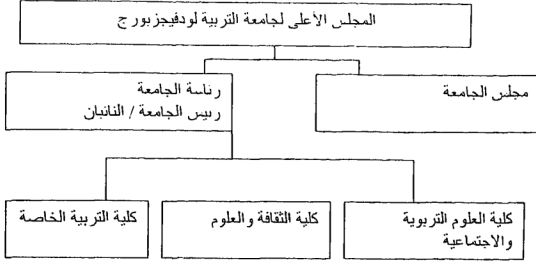 المجلس الأعلى لجامعة التربية لودفيجزبورج
مجلس الجامعة
رئاسة الجامعة
رئيس الجامعة / النائبان
كلية العلوم التربوية
والاجتماعية
كلية الثقافة والعلوم
كلية التربية الخاصة